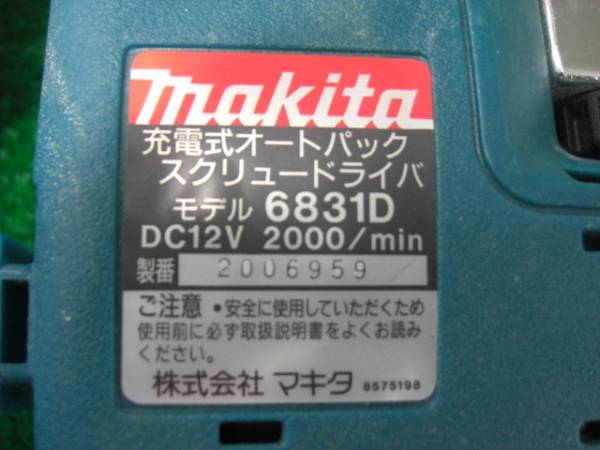 makita
充電式オートパック
スクリュードライバ
モデル 6831D
DC12V 2000/min
製番 2006959
ご注意 •安全に使用していただくため
使用前に必ず取扱説明書をよくお読み
ください。
株式会社 マキタ 8575198